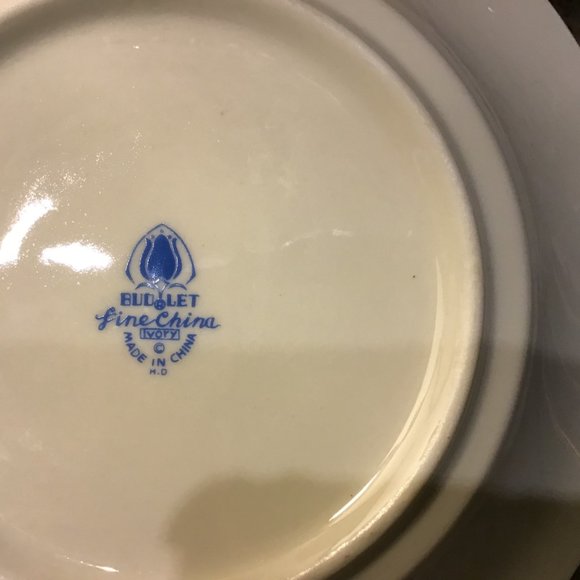 BUD®LET
fine China
IVORY
©
MADE IN CHINA
H.D